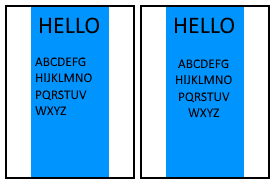 HELLO
ABCDEFG
HIJKLMNO
PQRSTUV
WXYZ
HELLO
ABCDEFG
HIJKLMNO
PQRSTUV
WXYZ